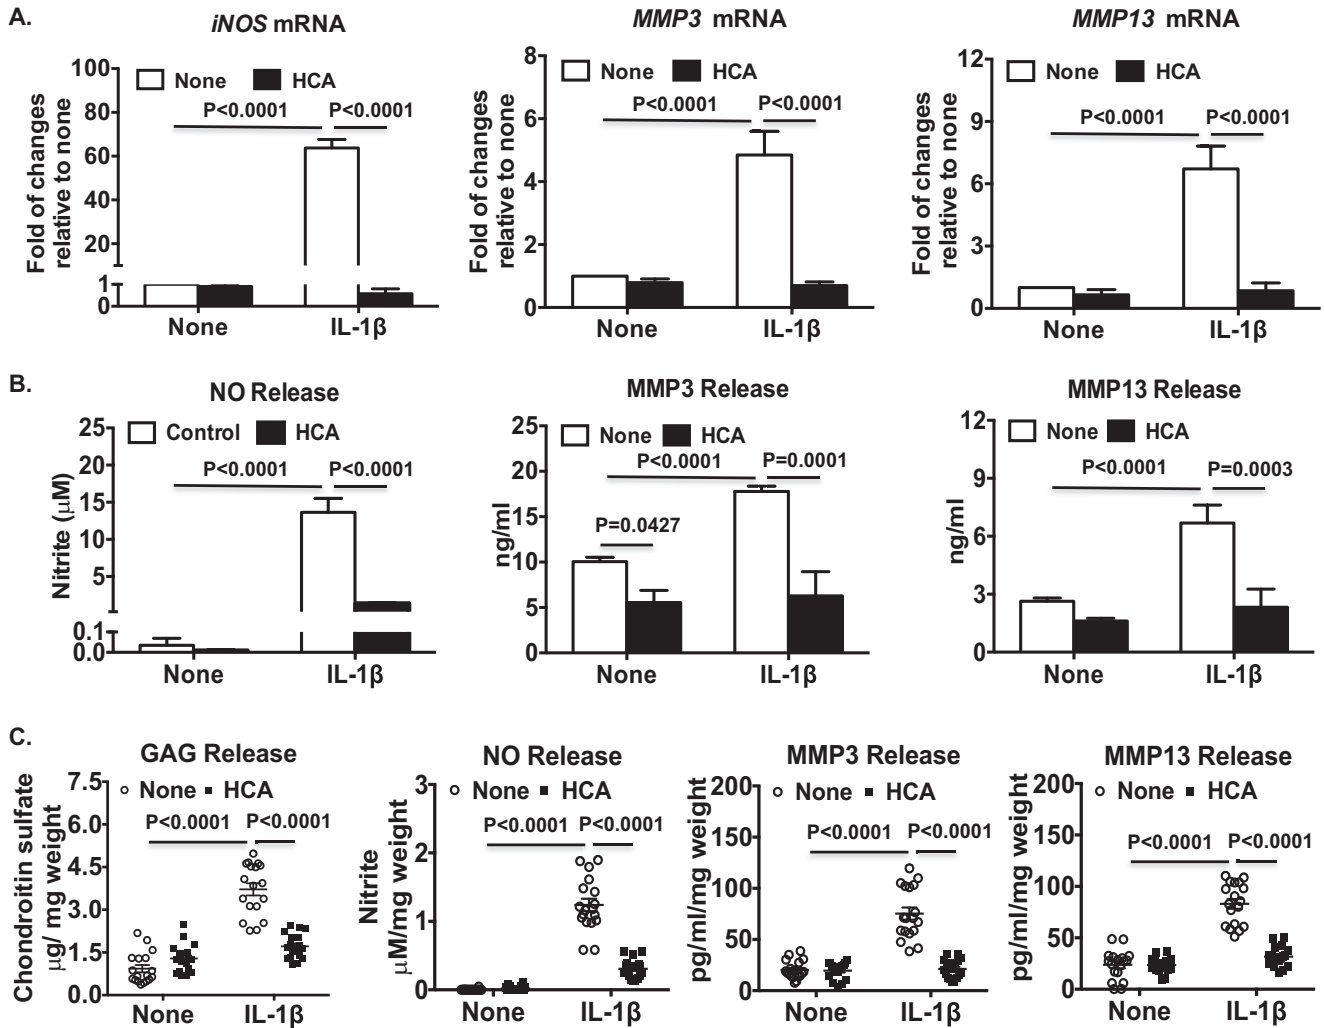 A.
iNOS mRNA
Fold of changes
relative to none
100
80
60
40
20
1
0
None HCA
P<0.0001 P<0.0001
None IL-1β
MMP3 mRNA
Fold of changes
relative to none
8
6
4
2
0
None HCA
P<0.0001 P<0.0001
None IL-1β
MMP13 mRNA
Fold of changes
relative to none
12
9
6
3
0
None HCA
P<0.0001 P<0.0001
None IL-1β
B.
NO Release
Nitrite (μM)
25
20
15
10
5
0.1
0.0
Control HCA
P<0.0001 P<0.0001
None IL-1β
MMP3 Release
ng/ml
25
20
15
10
5
0
None HCA
P<0.0001 P=0.0001
P=0.0427
None IL-1β
MMP13 Release
ng/ml
12
9
6
3
0
None HCA
P<0.0001 P=0.0003
None IL-1β
C.
GAG Release
Chondroitin sulfate
μg/ mg weight
7.5
6.0
4.5
3.0
1.5
0.0
None HCA
P<0.0001 P<0.0001
None IL-1β
NO Release
Nitrite
μM/mg weight
3
2
1
0
None HCA
P<0.0001 P<0.0001
None IL-1β
MMP3 Release
pg/ml/mg weight
200
150
100
50
0
None HCA
P<0.0001 P<0.0001
None IL-1β
MMP13 Release
pg/ml/mg weight
200
150
100
50
0
None HCA
P<0.0001 P<0.0001
None IL-1β